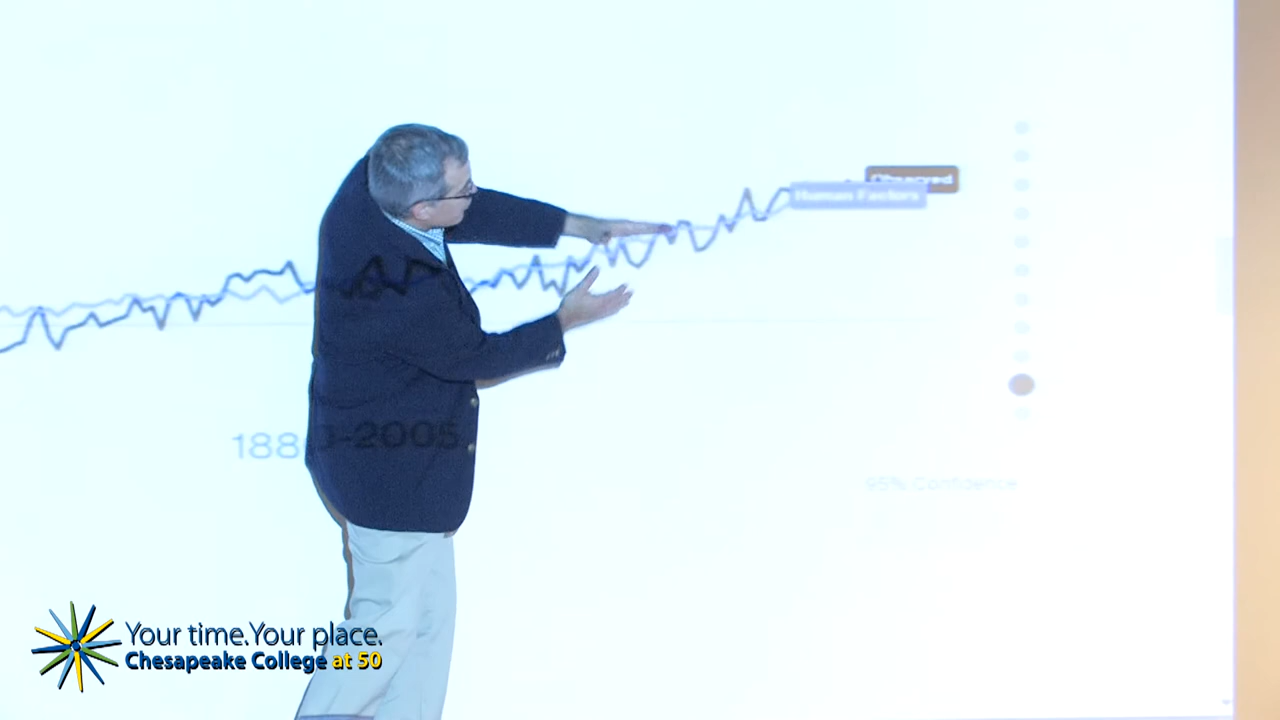 Observed
Human Factors
1880-2005
95% Confidence
Your time. Your place.
Chesapeake College at 50